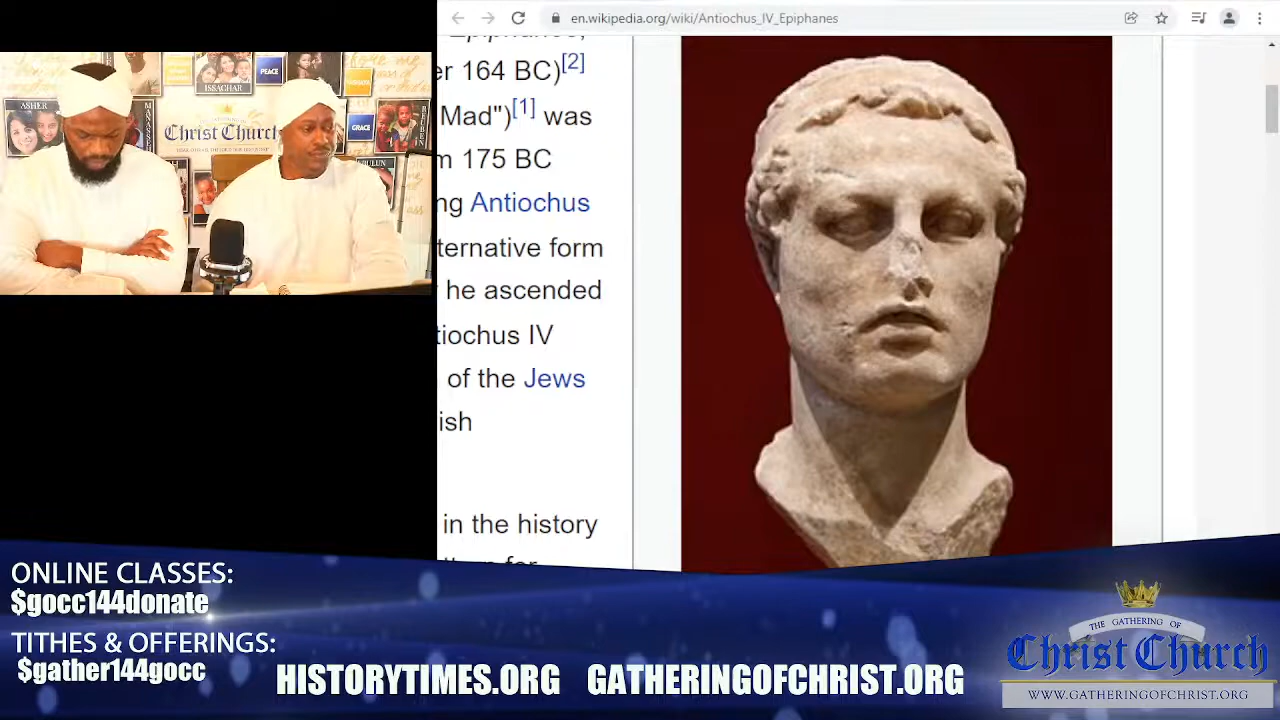 en.wikipedia.org/wiki/Antiochus_IV_Epiphanes
Epiphanes,
er 164 BC)[2]
Mad")[1] was
m 175 BC
ng Antiochus
ternative form
he ascended
tiochus IV
of the Jews
ish
in the history
ASHER
ISSACHAR
PEACE
Christ Church
GRACE
REUBEN
ONLINE CLASSES:
$gocc144donate
TITHES & OFFERINGS:
$gather144gocc
HISTORYTIMES.ORG GATHERINGOFCHRIST.ORG
THE GATHERING OF
Christ Church
WWW.GATHERINGOFCHRIST.ORG